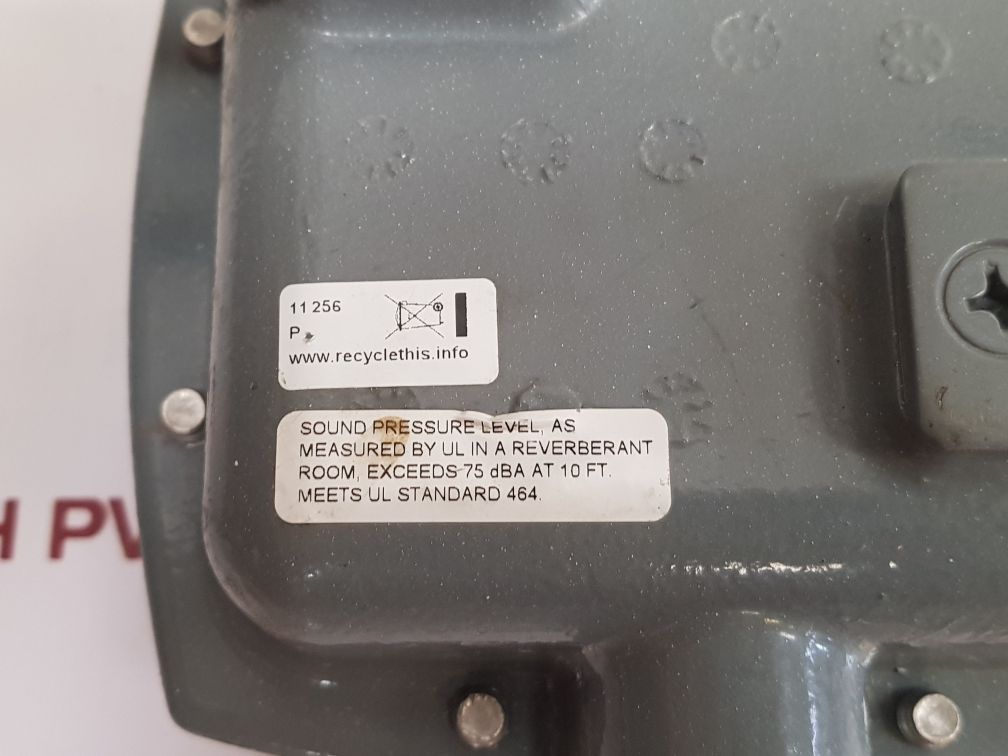 11 256
P
www.recyclethis.info
SOUND PRESSURE LEVEL, AS
MEASURED BY UL IN A REVERBERANT
ROOM, EXCEEDS 75 dBA AT 10 FT.
MEETS UL STANDARD 464.
H PV